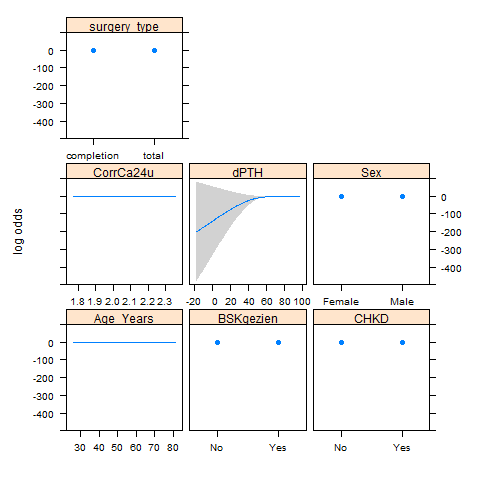 surgery_type
0
-100
-200
-300
-400
completion total
CorrCa24u dPTH Sex
0
-100
-200
-300
-400
1.8 1.9 2.0 2.1 2.2 2.3 -20 0 20 40 60 80 100 Female Male
Age_Years BSKgezien CHKD
0
-100
-200
-300
-400
30 40 50 60 70 80 No Yes No Yes
log odds